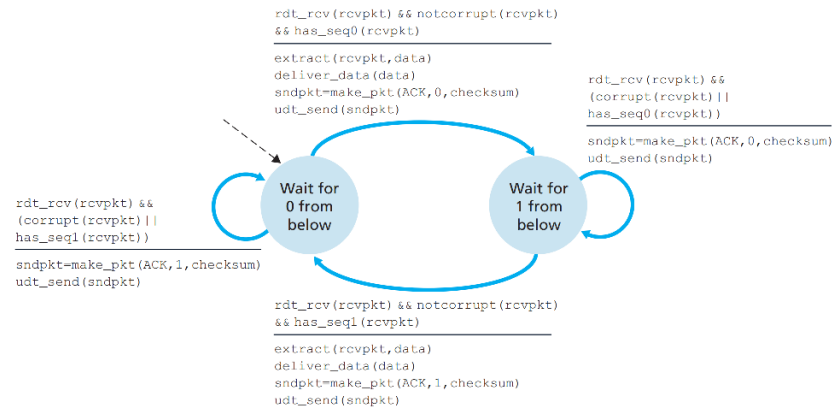 rdt_rcv(rcvpkt) && notcorrupt(rcvpkt)
&& has_seq0(rcvpkt)
extract(rcvpkt,data)
deliver_data(data)
sndpkt=make_pkt(ACK,0,checksum)
udt_send(sndpkt)
rdt_rcv(rcvpkt) &&
(corrupt(rcvpkt)||
has_seq0(rcvpkt))
sndpkt=make_pkt(ACK,0,checksum)
udt_send(sndpkt)
Wait for
0 from
below
Wait for
1 from
below
rdt_rcv(rcvpkt) &&
(corrupt(rcvpkt)||
has_seq1(rcvpkt))
sndpkt=make_pkt(ACK,1,checksum)
udt_send(sndpkt)
rdt_rcv(rcvpkt) && notcorrupt(rcvpkt)
&& has_seq1(rcvpkt)
extract(rcvpkt,data)
deliver_data(data)
sndpkt=make_pkt(ACK,1,checksum)
udt_send(sndpkt)